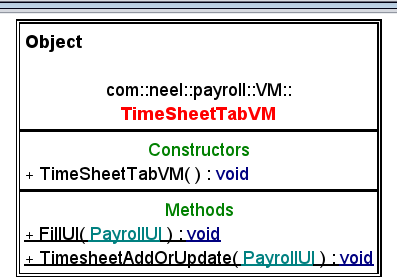 Object
com::neel::payroll::VM::
TimeSheetTabVM
Constructors
+ TimeSheetTabVM( ) : void
Methods
+ FillUI( PayrollUI ) : void
+ TimesheetAddOrUpdate( PayrollUI ) : void